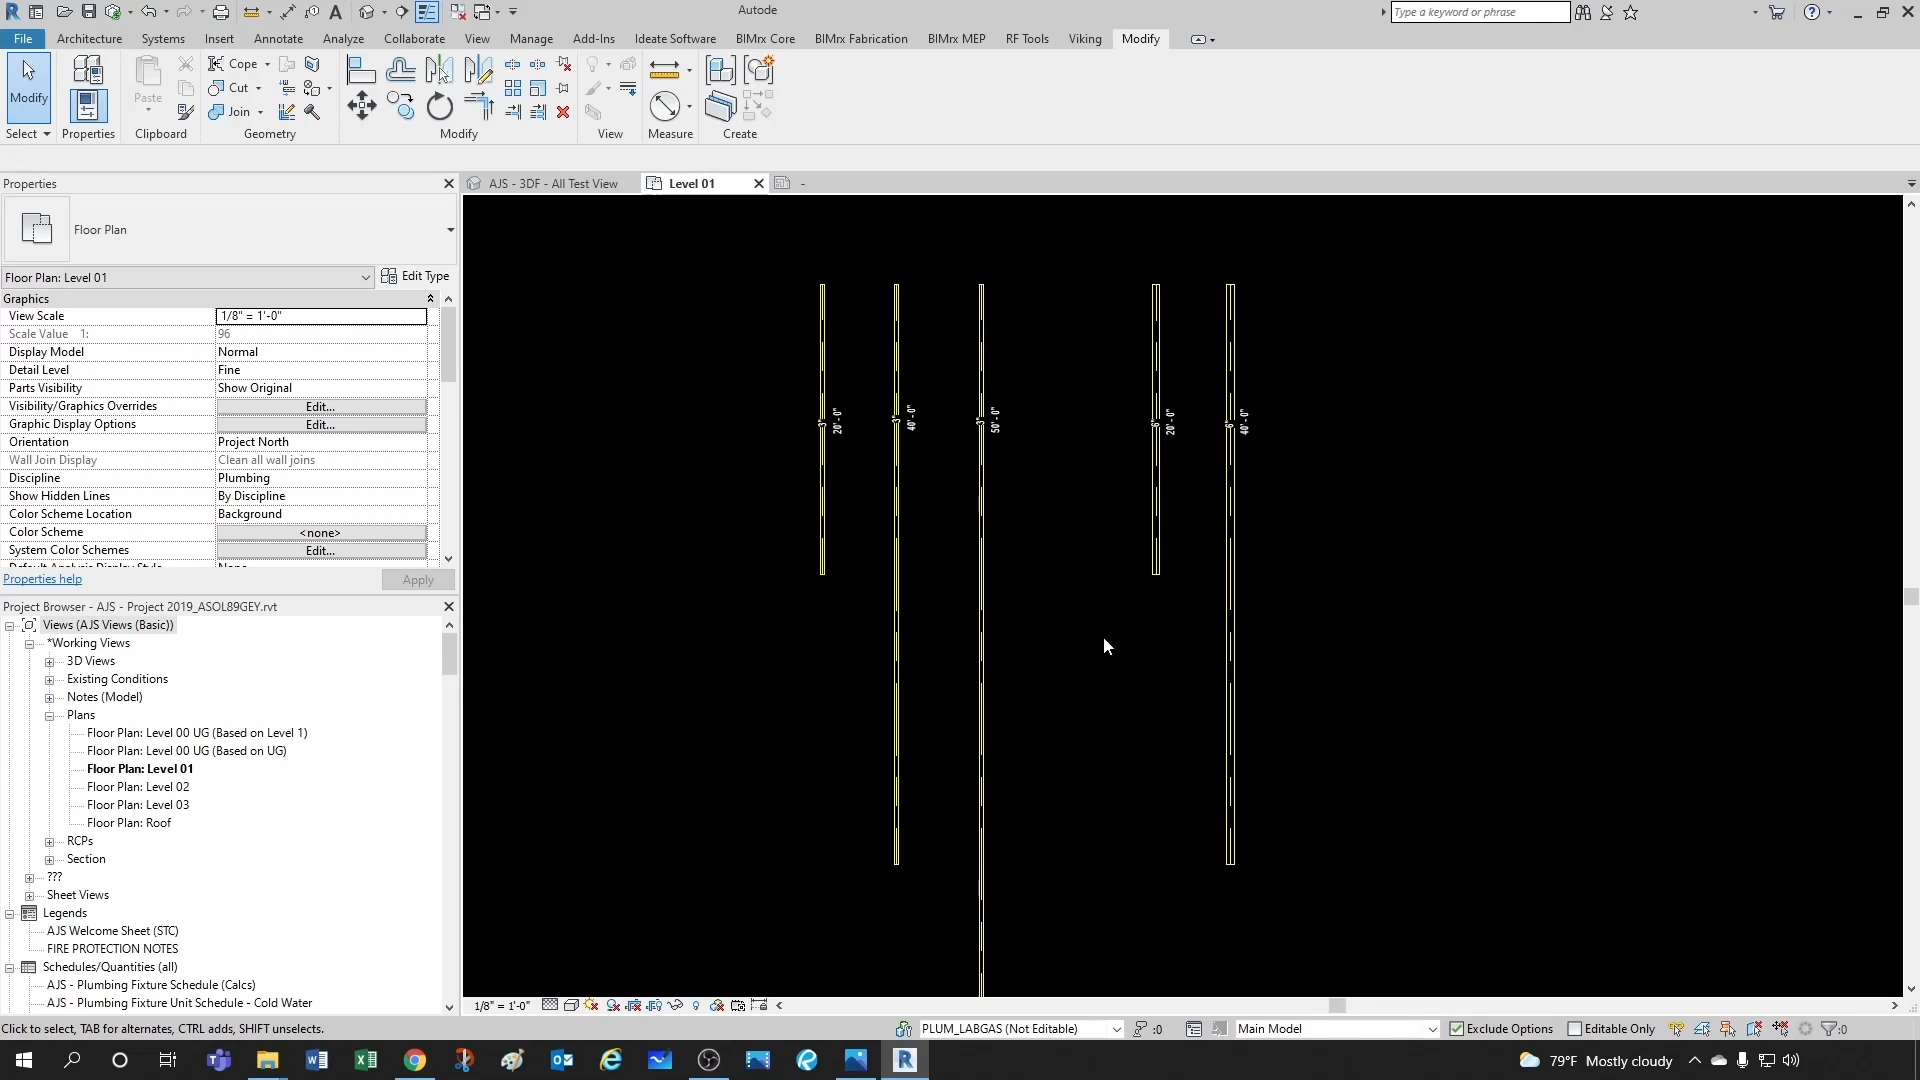 Autode
Type a keyword or phrase
File Architecture Systems Insert Annotate Analyze Collaborate View Manage Add-Ins Ideate Software BIMrx Core BIMrx Fabrication BIMrx MEP RF Tools Viking Modify
Modify Paste Cope Cut Join
Select Properties Clipboard Geometry Modify View Measure Create
Properties
AJS - 3DF - All Test View
Level 01
-
Floor Plan
Floor Plan: Level 01
Edit Type
Graphics
View Scale 1/8" = 1'-0"
Scale Value 1: 96
Display Model Normal
Detail Level Fine
Parts Visibility Show Original
Visibility/Graphics Overrides Edit...
Graphic Display Options Edit...
Orientation Project North
Wall Join Display Clean all wall joins
Discipline Plumbing
Show Hidden Lines By Discipline
Color Scheme Location Background
Color Scheme <none>
System Color Schemes Edit...
Default Analysis Display Style None
Properties help Apply
3" 20' - 0"
3" 40' - 0"
3" 50' - 0"
6" 20' - 0"
6" 40' - 0"
Project Browser - AJS - Project 2019_ASOL89GEY.rvt
Views (AJS Views (Basic))
*Working Views
3D Views
Existing Conditions
Notes (Model)
Plans
Floor Plan: Level 00 UG (Based on Level 1)
Floor Plan: Level 00 UG (Based on UG)
Floor Plan: Level 01
Floor Plan: Level 02
Floor Plan: Level 03
Floor Plan: Roof
RCPs
Section
???
Sheet Views
Legends
AJS Welcome Sheet (STC)
FIRE PROTECTION NOTES
Schedules/Quantities (all)
AJS - Plumbing Fixture Schedule (Calcs)
AJS - Plumbing Fixture Unit Schedule - Cold Water
1/8" = 1'-0"
Click to select, TAB for alternates, CTRL adds, SHIFT unselects.
PLUM_LABGAS (Not Editable) :0 Main Model Exclude Options Editable Only :0
79°F Mostly cloudy